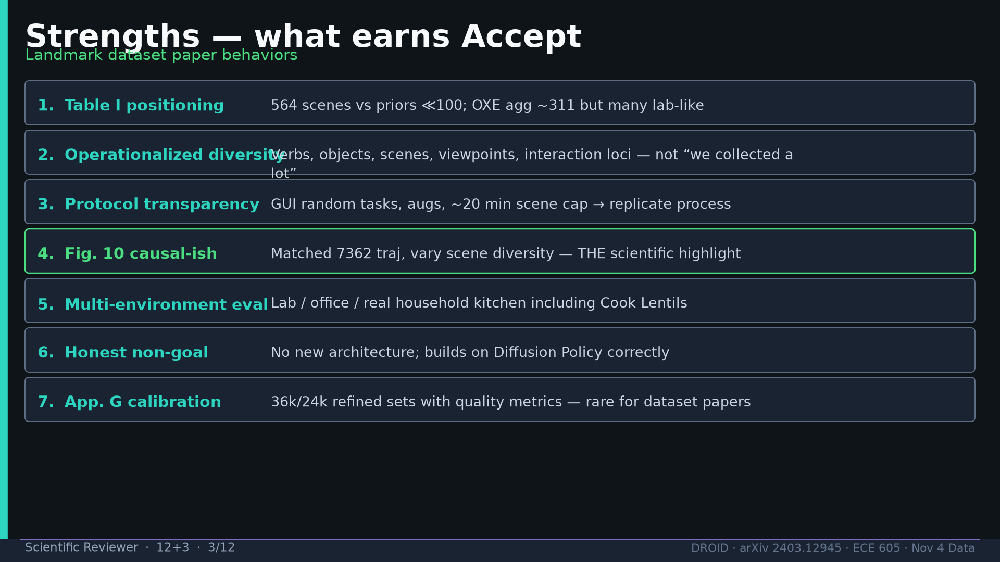 Strengths — what earns Accept
Landmark dataset paper behaviors
1. Table I positioning 564 scenes vs priors ≪100; OXE agg ~311 but many lab-like
2. Operationalized diversity Verbs, objects, scenes, viewpoints, interaction loci — not “we collected a
lot”
3. Protocol transparency GUI random tasks, augs, ~20 min scene cap → replicate process
4. Fig. 10 causal-ish Matched 7362 traj, vary scene diversity — THE scientific highlight
5. Multi-environment eval Lab / office / real household kitchen including Cook Lentils
6. Honest non-goal No new architecture; builds on Diffusion Policy correctly
7. App. G calibration 36k/24k refined sets with quality metrics — rare for dataset papers
Scientific Reviewer · 12+3 · 3/12
DROID · arXiv 2403.12945 · ECE 605 · Nov 4 Data